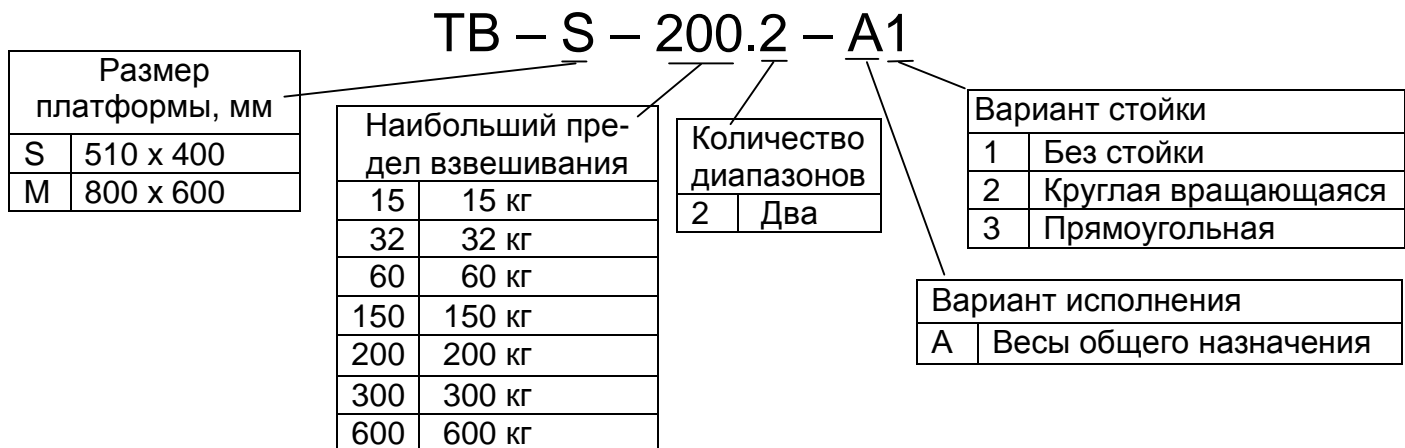 ТВ – S – 200.2 – А1
Размер
платформы, мм
S 510 х 400
M 800 х 600
Наибольший пре-
дел взвешивания
15 15 кг
32 32 кг
60 60 кг
150 150 кг
200 200 кг
300 300 кг
600 600 кг
Количество
диапазонов
2 Два
Вариант стойки
1 Без стойки
2 Круглая вращающаяся
3 Прямоугольная
Вариант исполнения
А Весы общего назначения